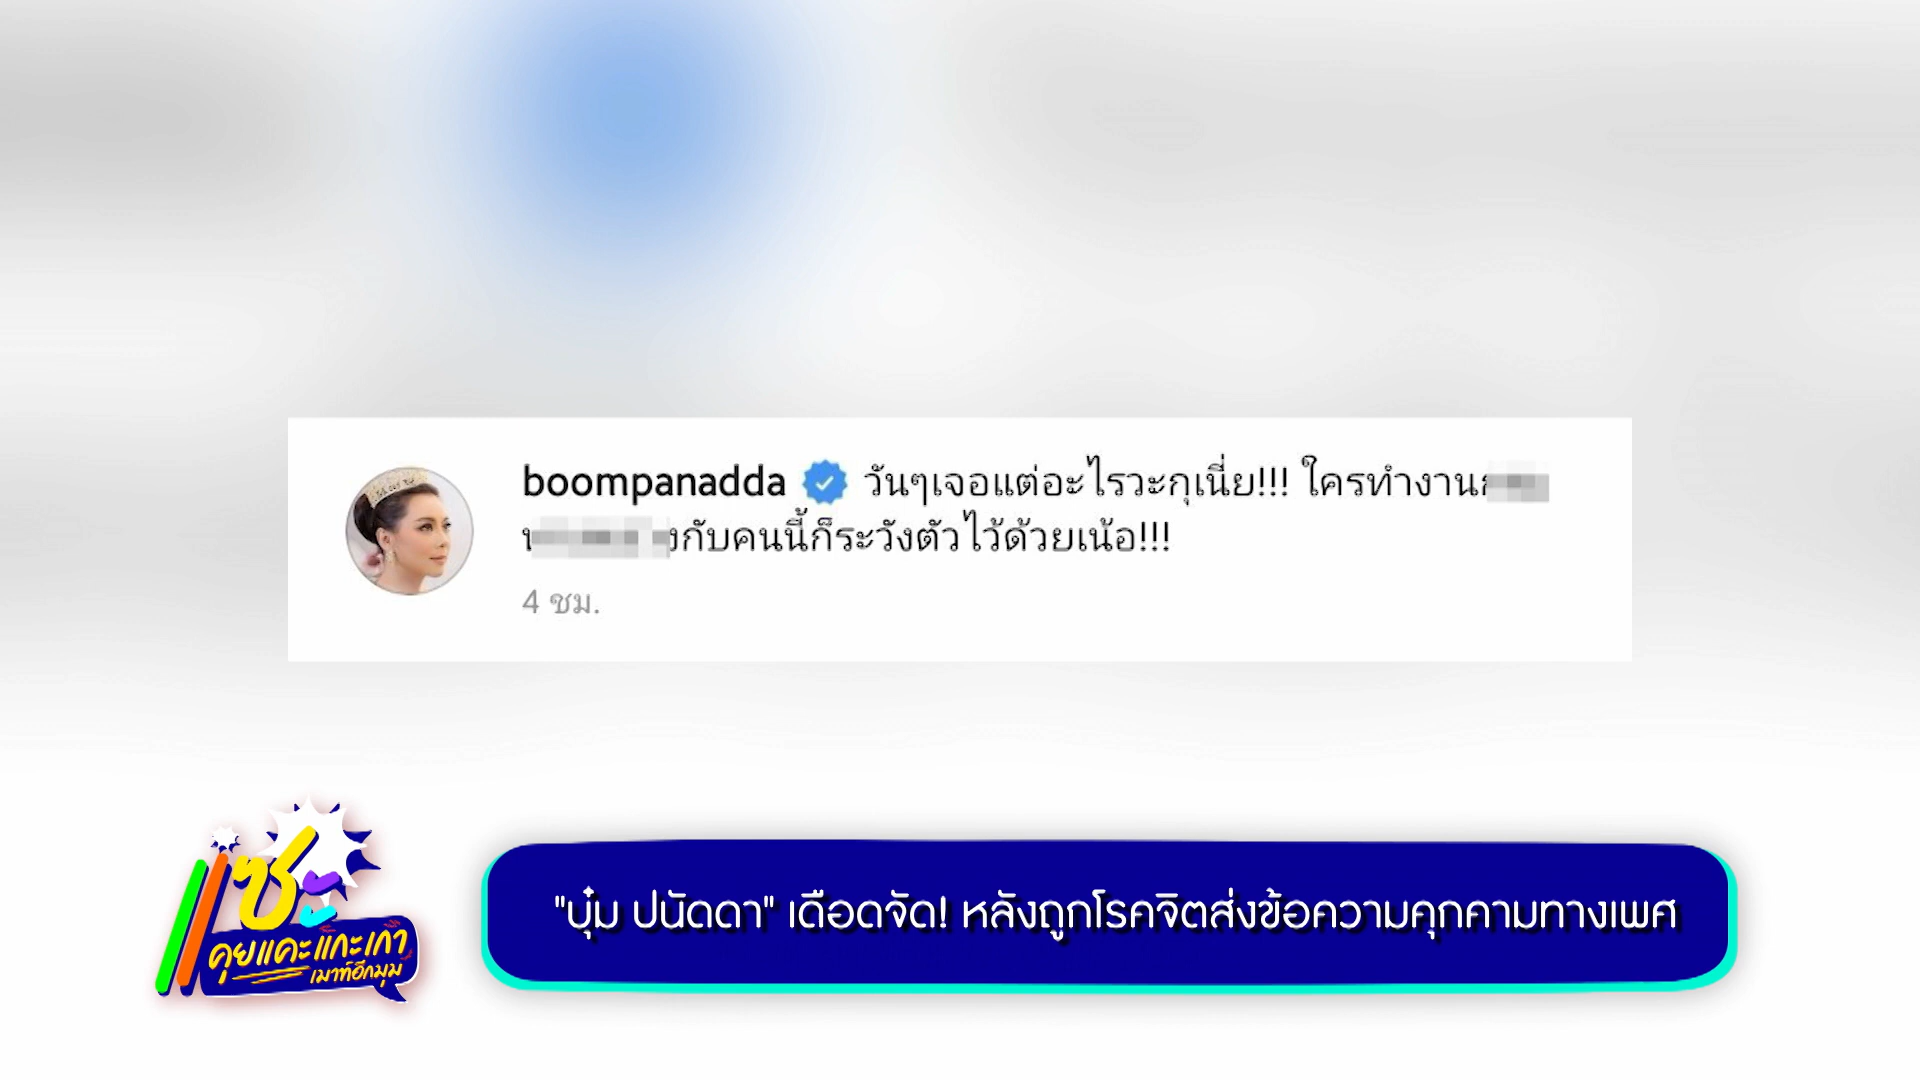 boompanadda วันๆเจอแต่อะไรวะกุเนี่ย!!! ใครทำงาน
กับคนนี้ก็ระวังตัวไว้ด้วยเน้อ!!!
4 ชม.
แซะ
คุยแคะแกะเกา
เมาท์อีกมุม
"บุ๋ม ปนัดดา" เดือดจัด! หลังถูกโรคจิตส่งข้อความคุกคามทางเพศ